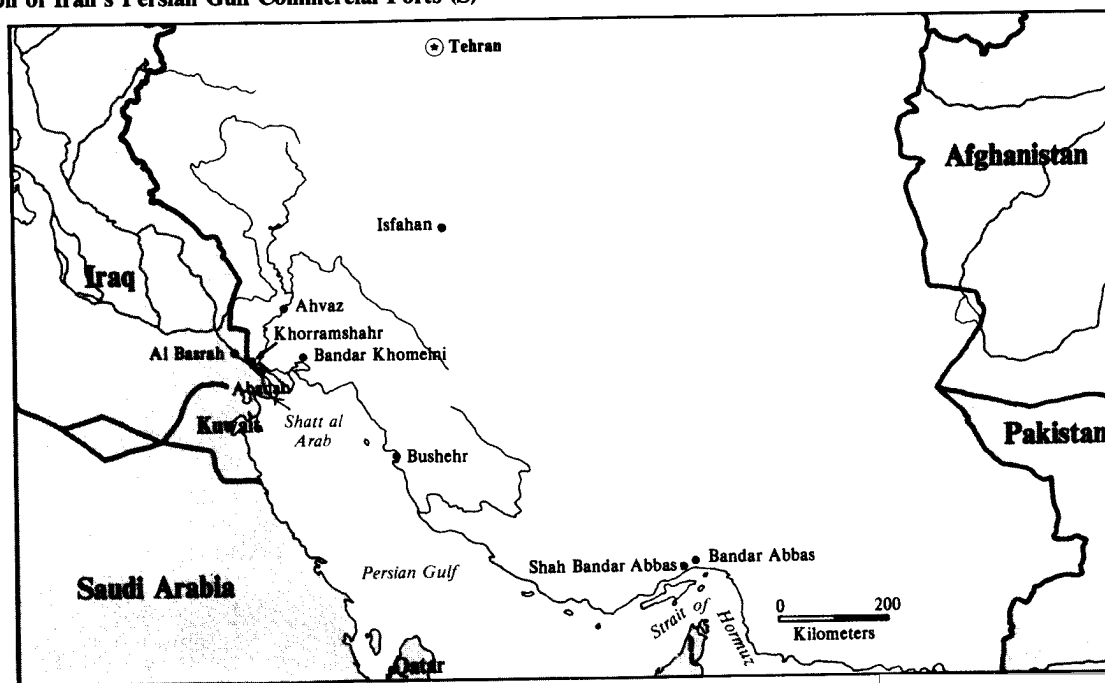 of Iran's Persian Gulf Commercial Ports (S)
Tehran
Afghanistan
Isfahan
Iraq
Ahvaz
Khorramshahr
Al Basrah
Bandar Khomeini
Abadan
Kuwait
Shatt al
Arab
Pakistan
Bushehr
Shah Bandar Abbas
Bandar Abbas
Persian Gulf
Saudi Arabia
Strait of
Hormuz
0 200
Kilometers
Qatar